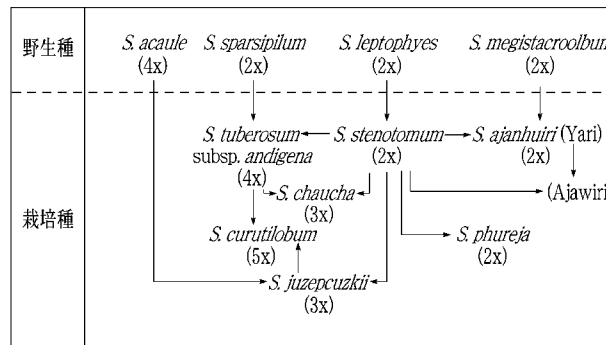 野生種
S. acaule S. sparsipilum S. leptophyes S. megistacroolbum
(4x) (2x) (2x) (2x)
栽培種
S. tuberosum S. stenotomum S. ajanhuiri (Yari)
subsp. andigena (2x) (2x)
(4x) S. chaucha (Ajawiri)
(3x)
S. curutilobum S. phureja
(5x) (2x)
S. juzepcuzkii
(3x)